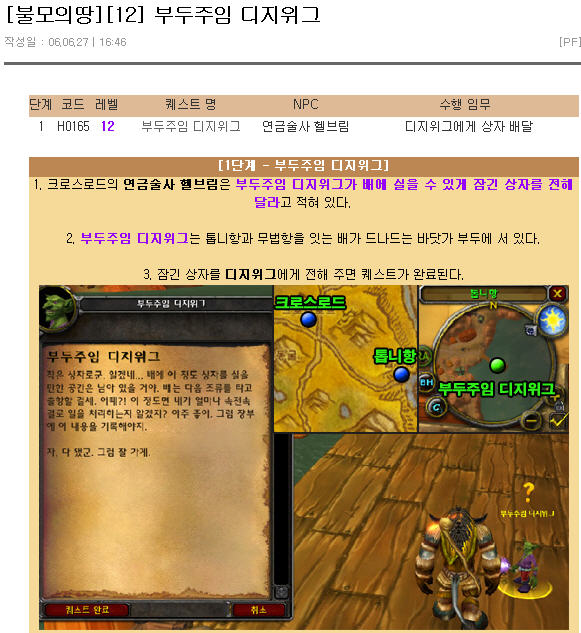 [불모의땅][12] 부두주임 디지위그
작성일 : 06,06,27 | 16:46 [PF]
단계 코드 레벨 퀘스트 명 NPC 수행 임무
1 H0165 12 부두주임 디지위그 연금술사 헬브림 디지위그에게 상자 배달
[1단계 - 부두주임 디지위그]
1. 크로스로드의 연금술사 헬브림은 부두주임 디지위그가 배에 실을 수 있게 잠긴 상자를 전해
달라고 적혀 있다.
2. 부두주임 디지위그는 톱니항과 무법항을 잇는 배가 드나드는 바닷가 부두에 서 있다.
3. 잠긴 상자를 디지위그에게 전해 주면 퀘스트가 완료된다.
부두주임 디지위그
부두주임 디지위그
작은 상자로군. 알겠네... 배에 이 정도 상자를 실을
만한 공간은 남아 있을 거야. 배는 다음 조류를 타고
출항할 걸세. 어때?! 이 정도면 내가 얼마나 속전속
결로 일을 처리하는지 알겠지? 아주 좋아. 그럼 장부
에 이 내용을 기록해야지.
자, 다 됐군. 그럼 잘 가게.
퀘스트 완료
취소
크로스로드
톱니항
톱니항
N
BH
C
부두주임 디지위그
?
부두주임 디지위그